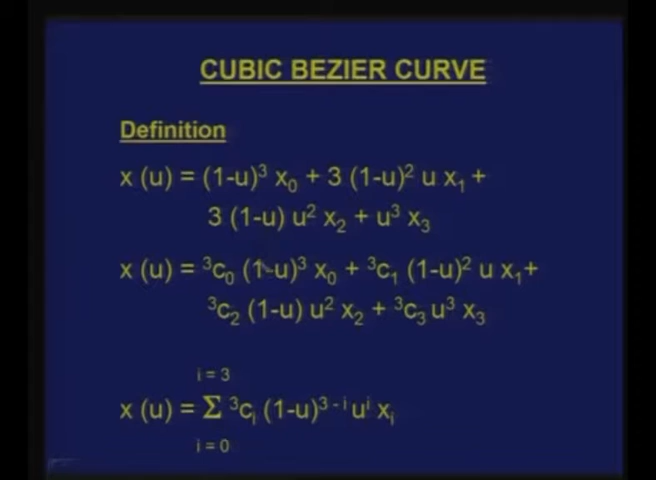 CUBIC BEZIER CURVE
Definition
x (u) = (1-u)³ x₀ + 3 (1-u)² u x₁ +
3 (1-u) u² x₂ + u³ x₃
x (u) = ³c₀ (1-u)³ x₀ + ³c₁ (1-u)² u x₁+
³c₂ (1-u) u² x₂ + ³c₃ u³ x₃
i = 3
x (u) = Σ ³cᵢ (1-u)³⁻ⁱ uⁱ xᵢ
i = 0